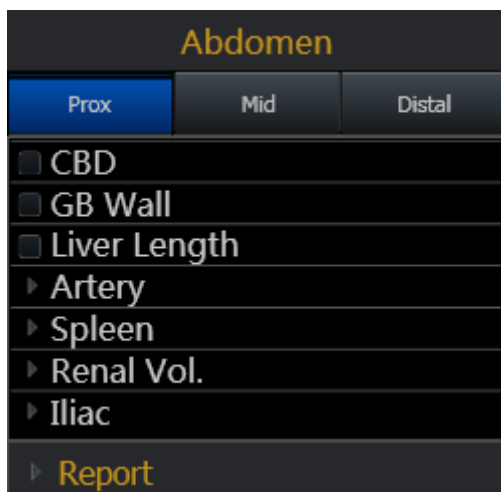 Abdomen
Prox Mid Distal
CBD
GB Wall
Liver Length
Artery
Spleen
Renal Vol.
Iliac
Report